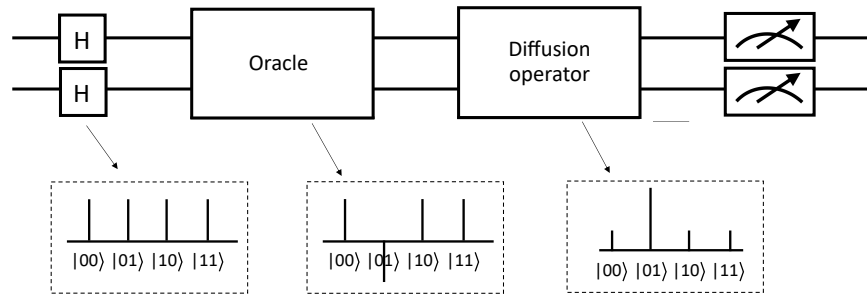 H
H
Oracle
Diffusion
operator
|00⟩ |01⟩ |10⟩ |11⟩
|00⟩ |01⟩ |10⟩ |11⟩
|00⟩ |01⟩ |10⟩ |11⟩